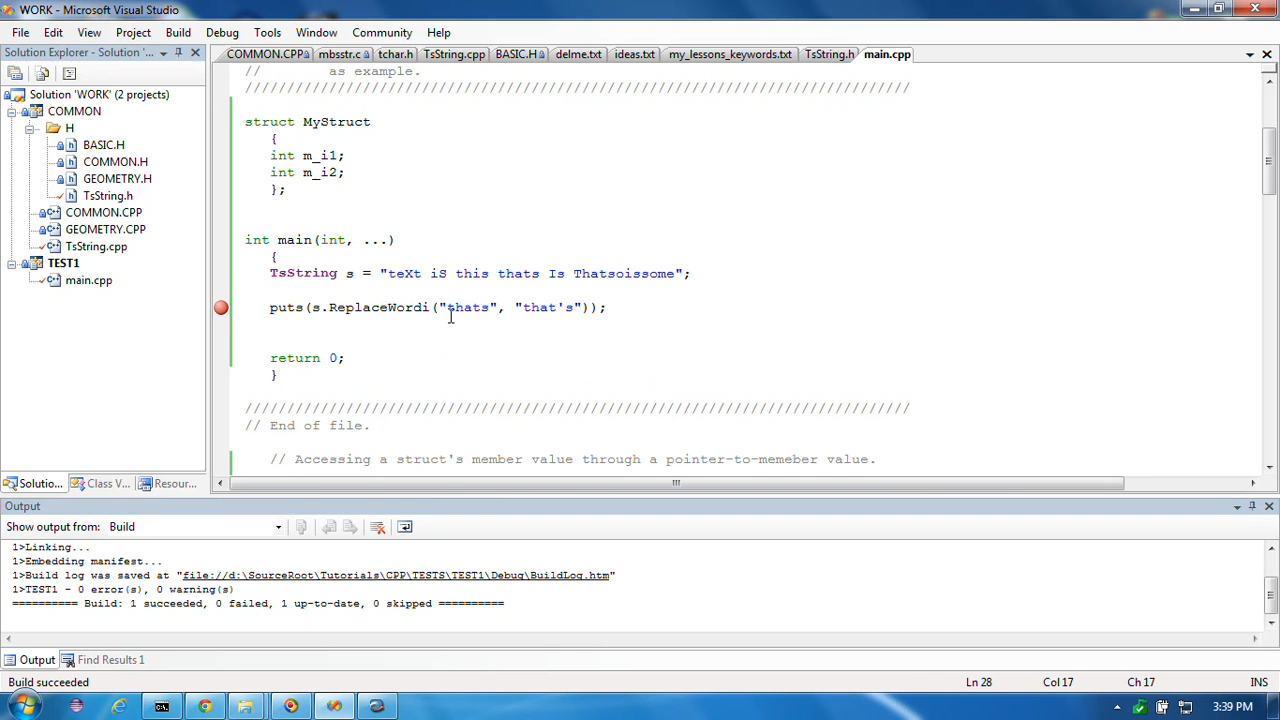 WORK - Microsoft Visual Studio
File Edit View Project Build Debug Tools Window Community Help
Solution Explorer - Solution '...
COMMON.CPP mbsstr.c tchar.h TsString.cpp BASIC.H delme.txt ideas.txt my_lessons_keywords.txt TsString.h main.cpp
Solution 'WORK' (2 projects)
COMMON
H
BASIC.H
COMMON.H
GEOMETRY.H
TsString.h
COMMON.CPP
GEOMETRY.CPP
TsString.cpp
TEST1
main.cpp
// as example.
////////////////////////////////////////////////////////////////////////////////
struct MyStruct
{
int m_i1;
int m_i2;
};
int main(int, ...)
{
TsString s = "teXt iS this thats Is Thatsoissome";
puts(s.ReplaceWordi("thats", "that's"));
return 0;
}
////////////////////////////////////////////////////////////////////////////////
// End of file.
// Accessing a struct's member value through a pointer-to-memeber value.
Solutio... Class V... Resour...
Output
Show output from: Build
1>Linking...
1>Embedding manifest...
1>Build log was saved at "file://d:\SourceRoot\Tutorials\CPP\TESTS\TEST1\Debug\BuildLog.htm"
1>TEST1 - 0 error(s), 0 warning(s)
========== Build: 1 succeeded, 0 failed, 1 up-to-date, 0 skipped ==========
Output Find Results 1
Build succeeded Ln 28 Col 17 Ch 17 INS
3:39 PM